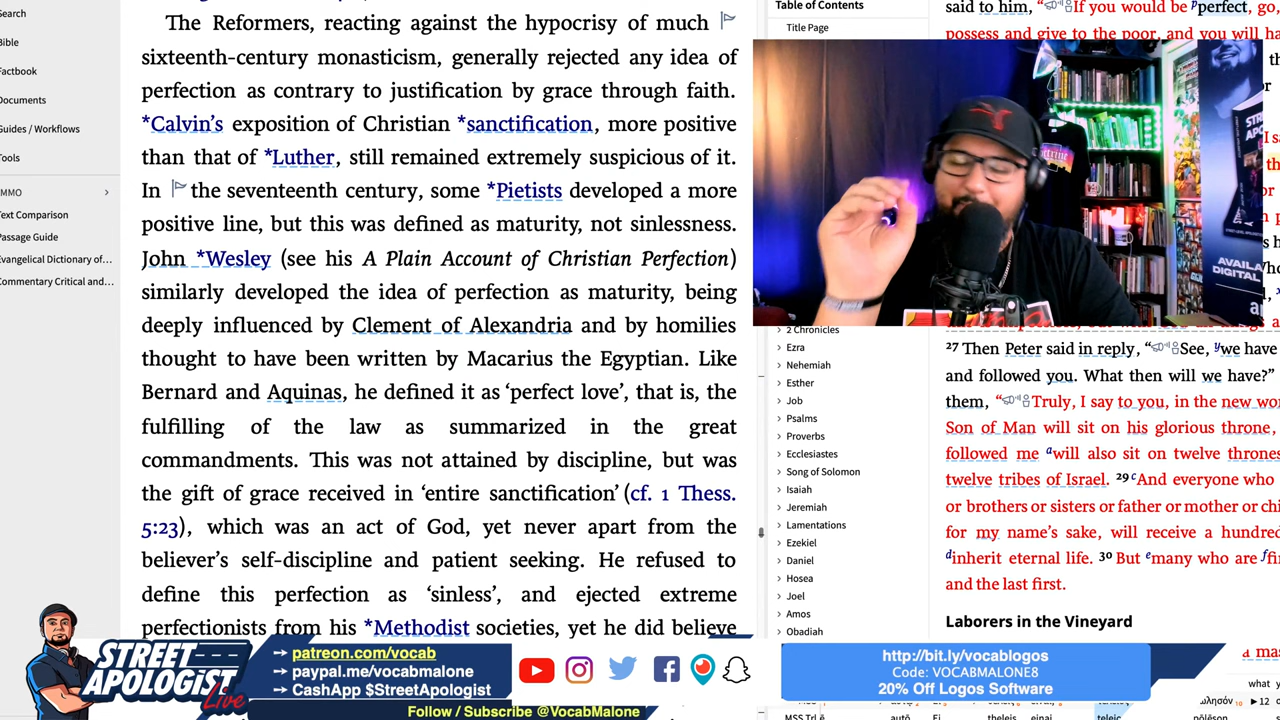 Search
Bible
Factbook
Documents
Guides / Workflows
Tools
MMO
Text Comparison
Passage Guide
Evangelical Dictionary of...
Commentary Critical and...
The Reformers, reacting against the hypocrisy of much
sixteenth-century monasticism, generally rejected any idea of
perfection as contrary to justification by grace through faith.
*Calvin's exposition of Christian *sanctification, more positive
than that of *Luther, still remained extremely suspicious of it.
In the seventeenth century, some *Pietists developed a more
positive line, but this was defined as maturity, not sinlessness.
John *Wesley (see his A Plain Account of Christian Perfection)
similarly developed the idea of perfection as maturity, being
deeply influenced by Clement of Alexandria and by homilies
thought to have been written by Macarius the Egyptian. Like
Bernard and Aquinas, he defined it as ‘perfect love’, that is, the
fulfilling of the law as summarized in the great
commandments. This was not attained by discipline, but was
the gift of grace received in ‘entire sanctification’ (cf. 1 Thess.
5:23), which was an act of God, yet never apart from the
believer's self-discipline and patient seeking. He refused to
define this perfection as ‘sinless’, and ejected extreme
perfectionists from his *Methodist societies, yet he did believe
Table of Contents
Title Page
2 Chronicles
Ezra
Nehemiah
Esther
Job
Psalms
Proverbs
Ecclesiastes
Song of Solomon
Isaiah
Jeremiah
Lamentations
Ezekiel
Daniel
Hosea
Joel
Amos
Obadiah
said to him, “If you would be p perfect, go,
possess and give to the poor, and you will ha
AVAILA
DIGITAL
27 Then Peter said in reply, “See, y we have
and followed you. What then will we have?”
them, “Truly, I say to you, in the new wor
Son of Man will sit on his glorious throne,
followed me a will also sit on twelve thrones
twelve tribes of Israel. 29 c And everyone who
or brothers or sisters or father or mother or chi
for my name's sake, will receive a hundred
d inherit eternal life. 30 But e many who are f fir
and the last first.
Laborers in the Vineyard
a mas
what y
STREET
APOLOGIST
Live
patreon.com/vocab
paypal.me/vocabmalone
CashApp $StreetApologist
Follow / Subscribe @VocabMalone
http://bit.ly/vocablogos
Code: VOCABMALONE8
20% Off Logos Software